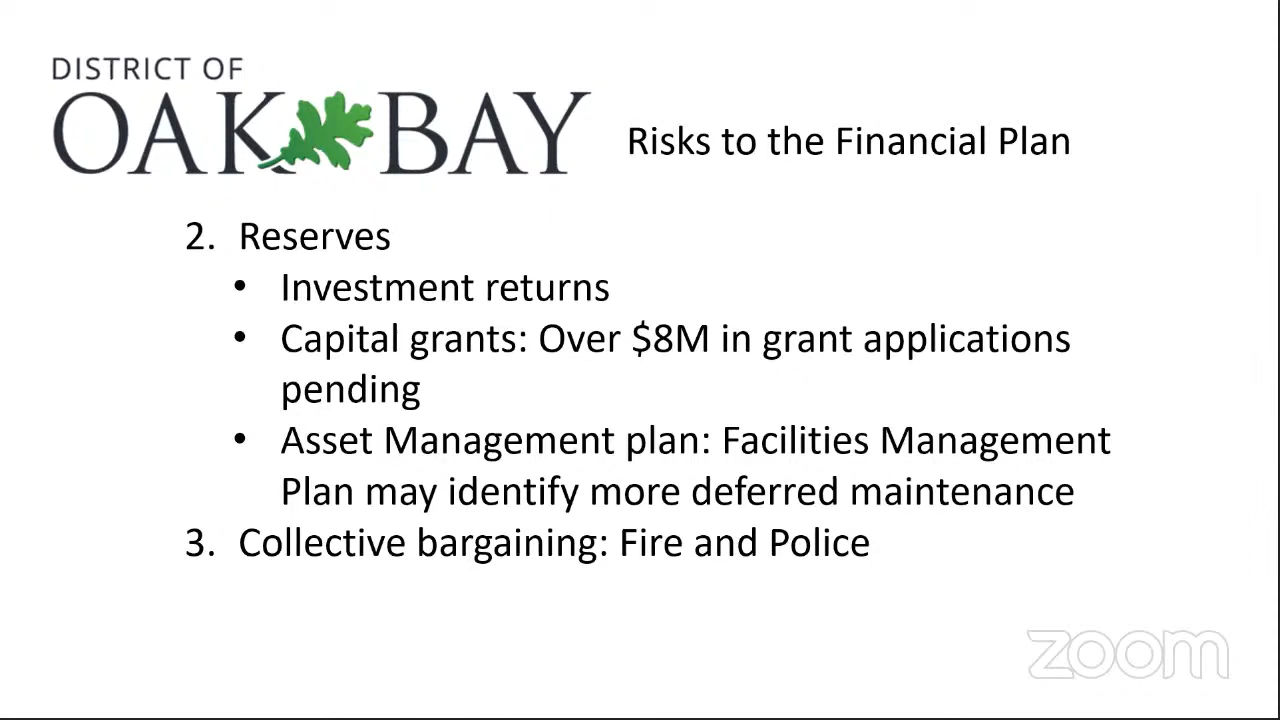 DISTRICT OF
OAK BAY
Risks to the Financial Plan
2. Reserves
• Investment returns
• Capital grants: Over $8M in grant applications
pending
• Asset Management plan: Facilities Management
Plan may identify more deferred maintenance
3. Collective bargaining: Fire and Police
zoom